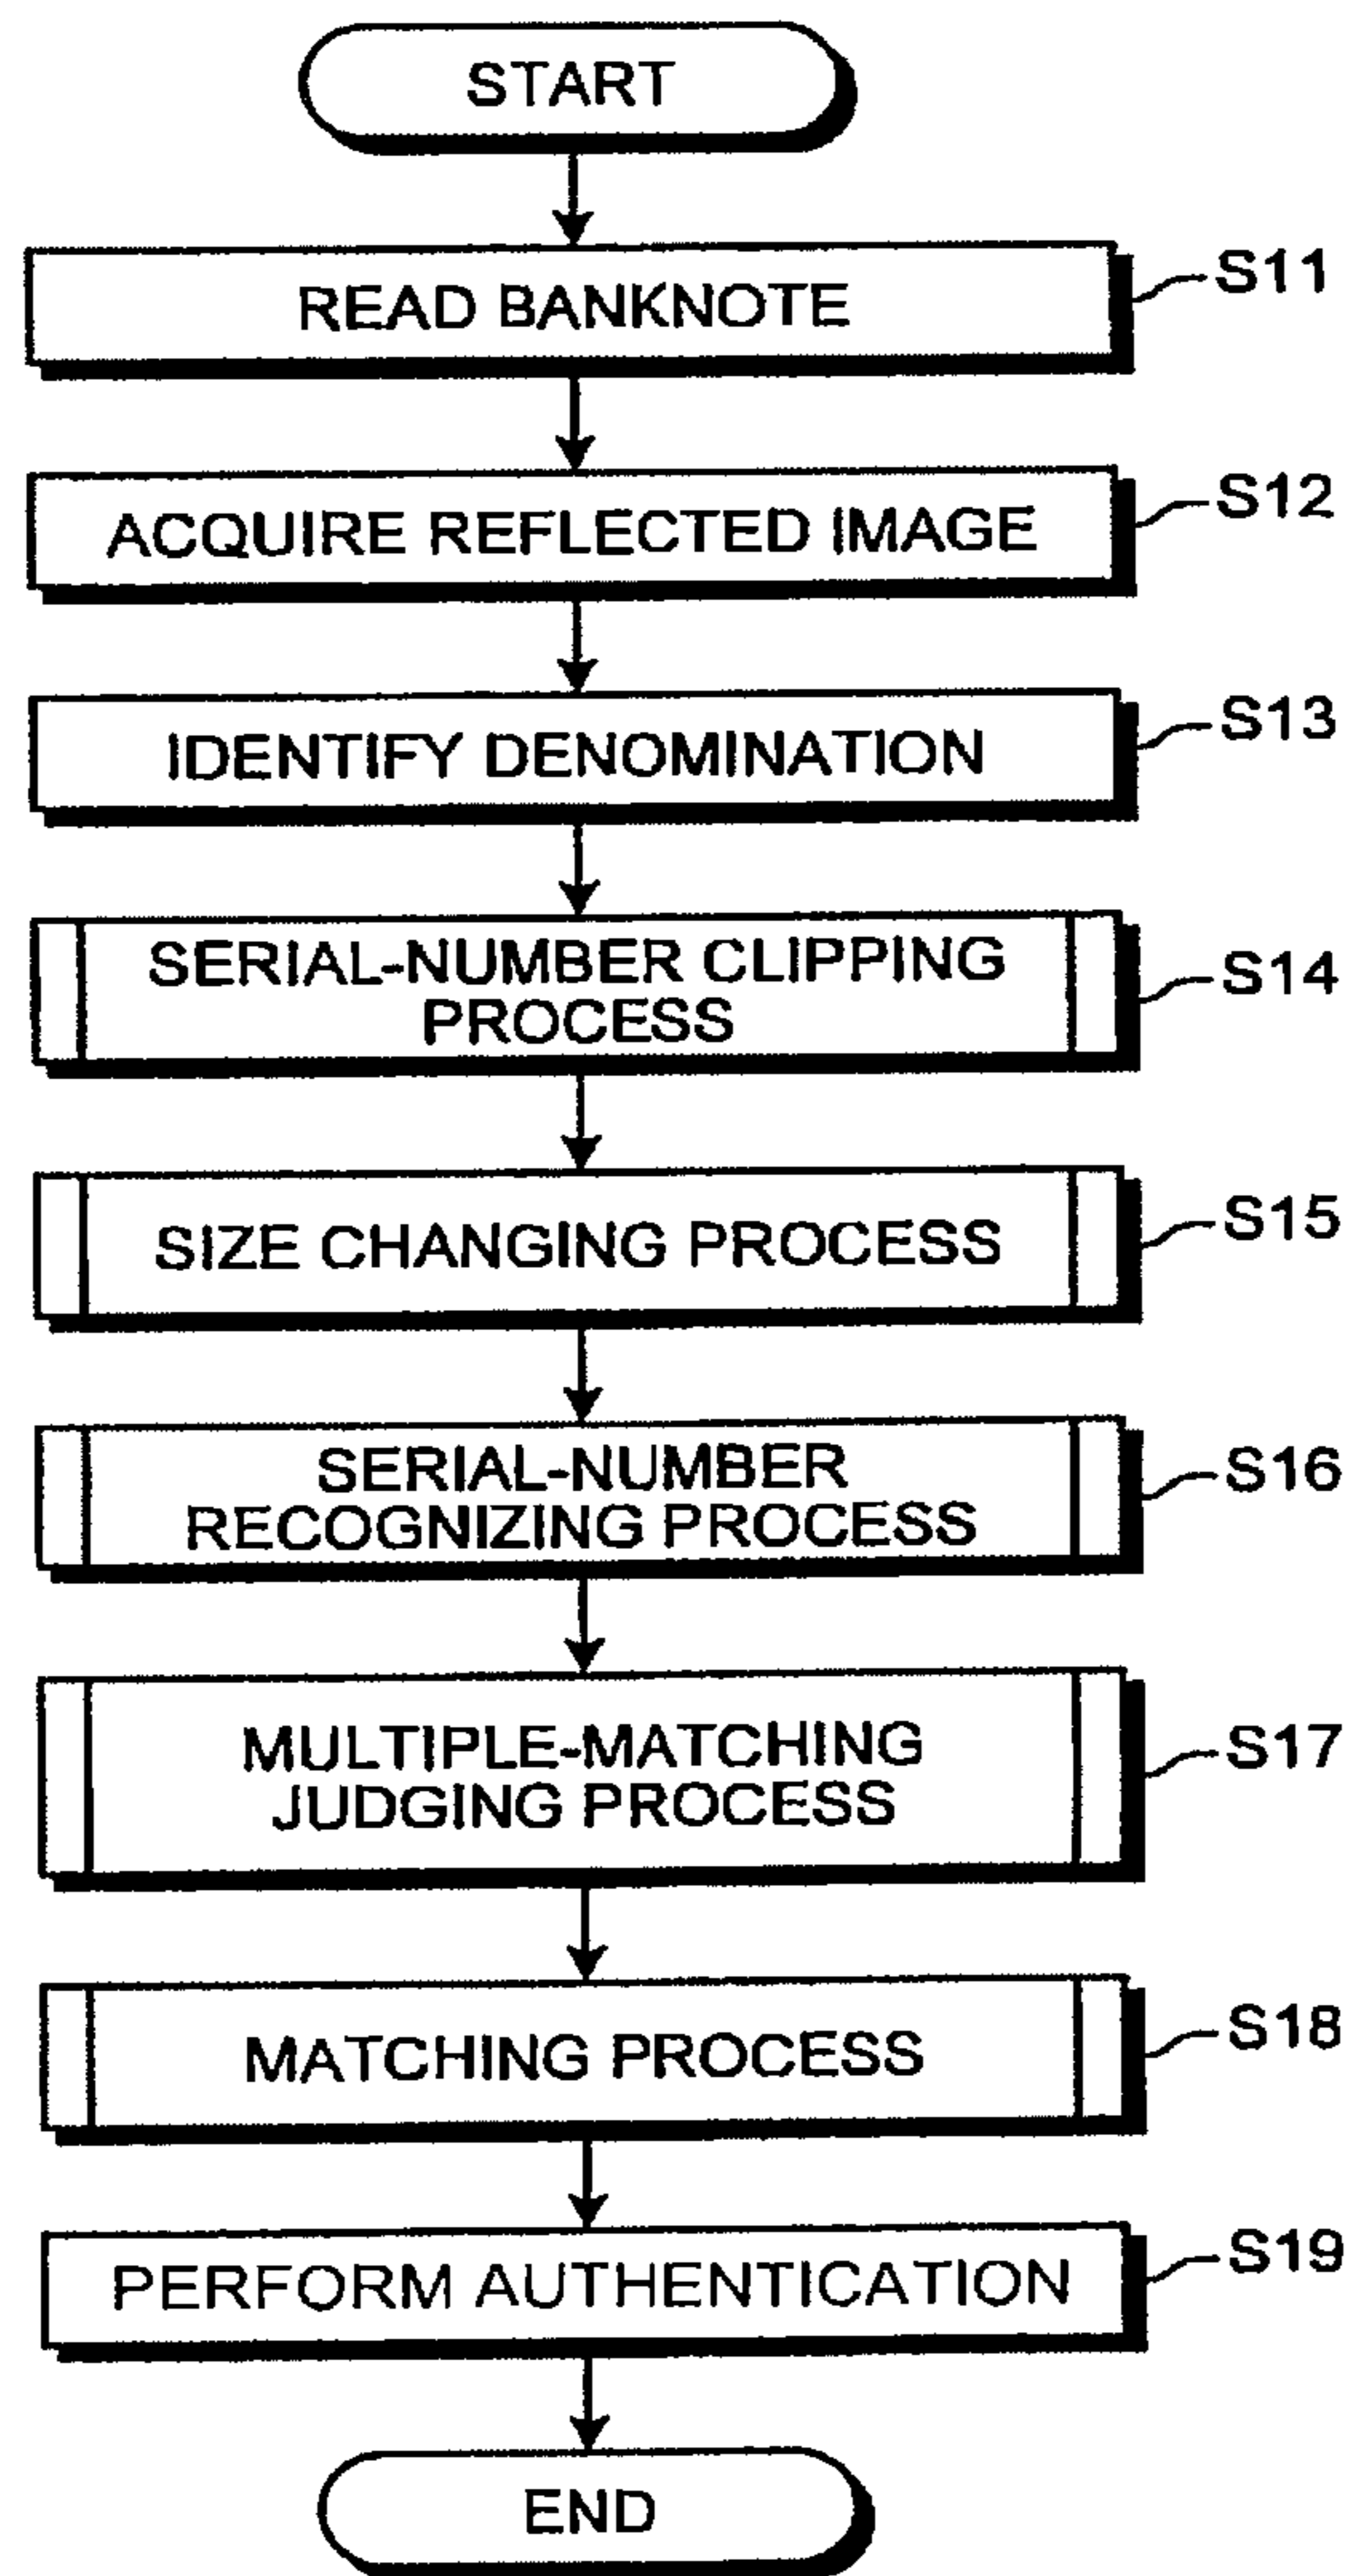 START
READ BANKNOTE
S11
ACQUIRE REFLECTED IMAGE
S12
IDENTIFY DENOMINATION
S13
SERIAL-NUMBER CLIPPING
PROCESS
S14
SIZE CHANGING PROCESS
S15
SERIAL-NUMBER
RECOGNIZING PROCESS
S16
MULTIPLE-MATCHING
JUDGING PROCESS
S17
MATCHING PROCESS
S18
PERFORM AUTHENTICATION
S19
END